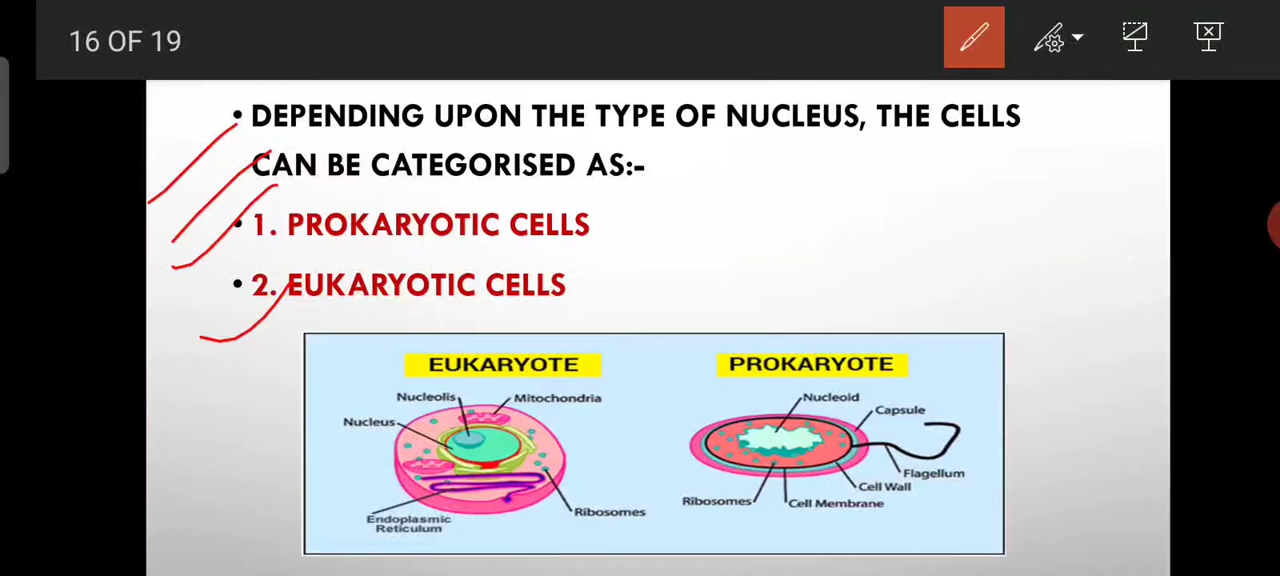 16 OF 19
• DEPENDING UPON THE TYPE OF NUCLEUS, THE CELLS
CAN BE CATEGORISED AS:-
• 1. PROKARYOTIC CELLS
• 2. EUKARYOTIC CELLS
EUKARYOTE
Nucleolis
Mitochondria
Nucleus
Ribosomes
Endoplasmic
Reticulum
PROKARYOTE
Nucleoid
Capsule
Flagellum
Cell Wall
Ribosomes
Cell Membrane